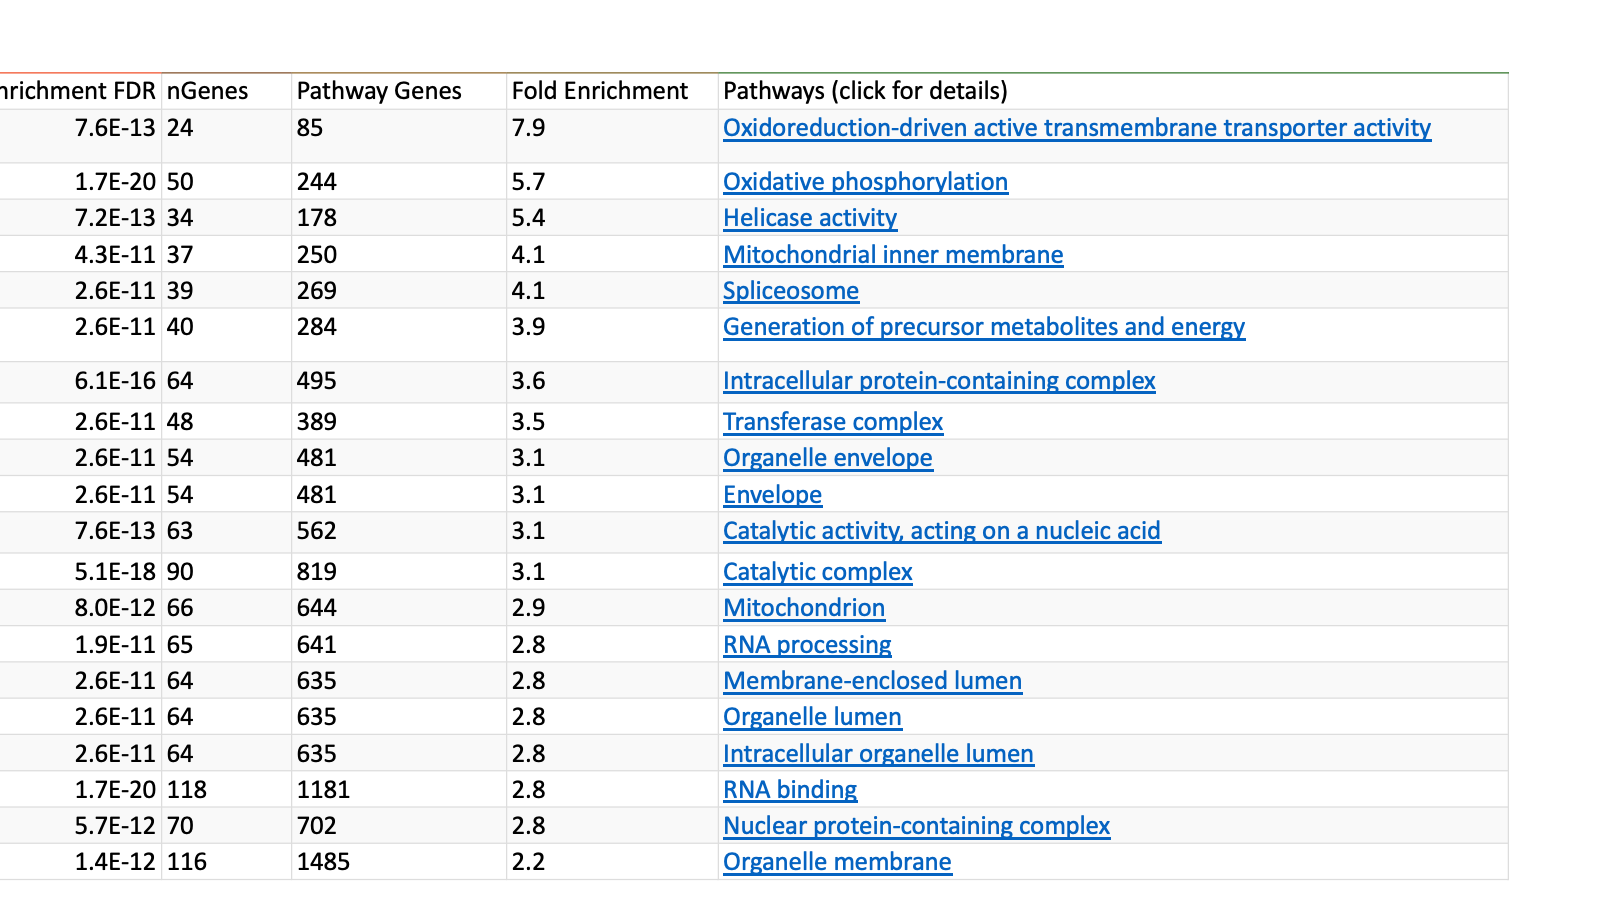 nrichment FDR nGenes Pathway Genes Fold Enrichment Pathways (click for details)
7.6E-13 24 85 7.9 Oxidoreduction-driven active transmembrane transporter activity
1.7E-20 50 244 5.7 Oxidative phosphorylation
7.2E-13 34 178 5.4 Helicase activity
4.3E-11 37 250 4.1 Mitochondrial inner membrane
2.6E-11 39 269 4.1 Spliceosome
2.6E-11 40 284 3.9 Generation of precursor metabolites and energy
6.1E-16 64 495 3.6 Intracellular protein-containing complex
2.6E-11 48 389 3.5 Transferase complex
2.6E-11 54 481 3.1 Organelle envelope
2.6E-11 54 481 3.1 Envelope
7.6E-13 63 562 3.1 Catalytic activity, acting on a nucleic acid
5.1E-18 90 819 3.1 Catalytic complex
8.0E-12 66 644 2.9 Mitochondrion
1.9E-11 65 641 2.8 RNA processing
2.6E-11 64 635 2.8 Membrane-enclosed lumen
2.6E-11 64 635 2.8 Organelle lumen
2.6E-11 64 635 2.8 Intracellular organelle lumen
1.7E-20 118 1181 2.8 RNA binding
5.7E-12 70 702 2.8 Nuclear protein-containing complex
1.4E-12 116 1485 2.2 Organelle membrane